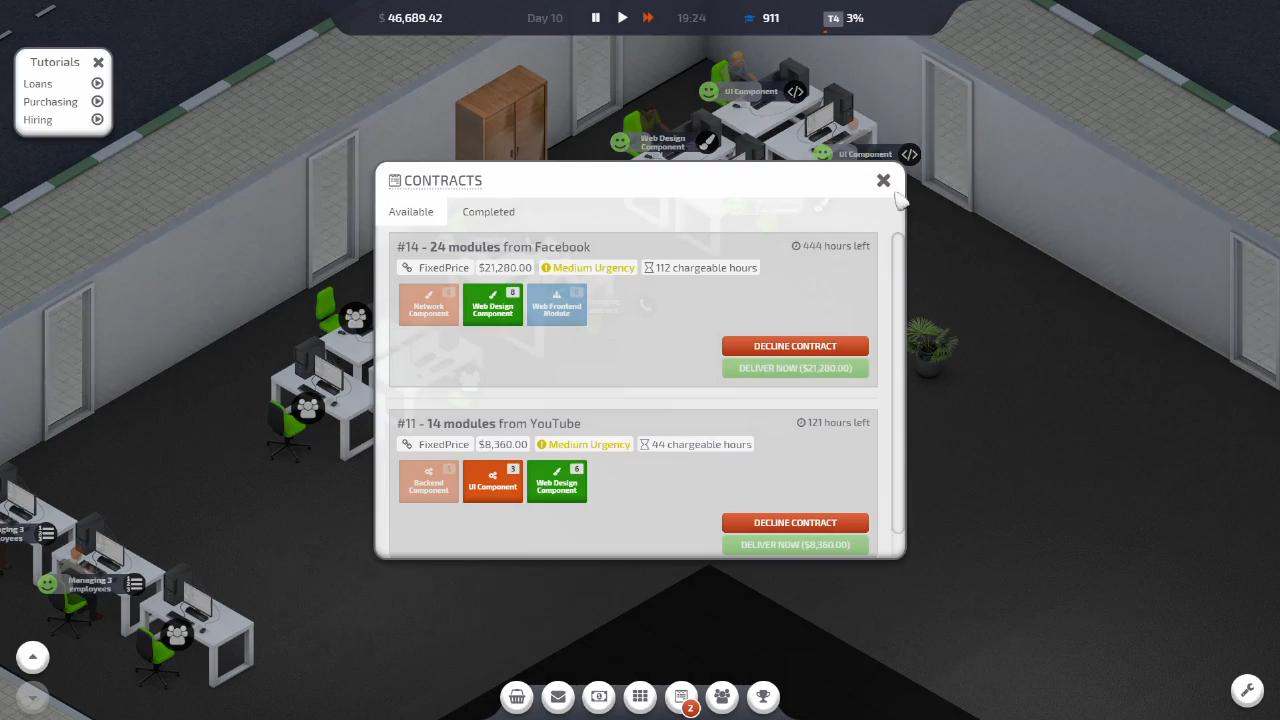 $ 46,689.42
Day 10
19:24
911
T4 3%
Tutorials
Loans
Purchasing
Hiring
UI Component
Web Design
Component
UI Component
CONTRACTS
Available
Completed
#14 - 24 modules from Facebook
444 hours left
FixedPrice
$21,280.00
Medium Urgency
112 chargeable hours
Network
Component
8
Web Design
Component
Web Frontend
Module
DECLINE CONTRACT
DELIVER NOW ($21,280.00)
#11 - 14 modules from YouTube
121 hours left
FixedPrice
$8,360.00
Medium Urgency
44 chargeable hours
Backend
Component
3
UI Component
6
Web Design
Component
DECLINE CONTRACT
DELIVER NOW ($8,360.00)
employees
Managing 3
employees
2